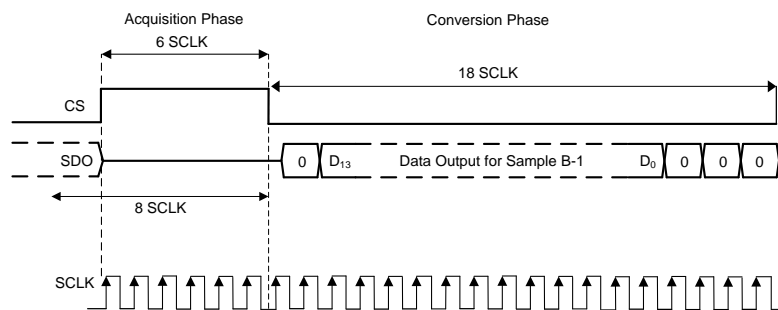 Acquisition Phase
Conversion Phase
6 SCLK
18 SCLK
CS
SDO
0
D13
Data Output for Sample B-1
D0
0
0
0
8 SCLK
SCLK